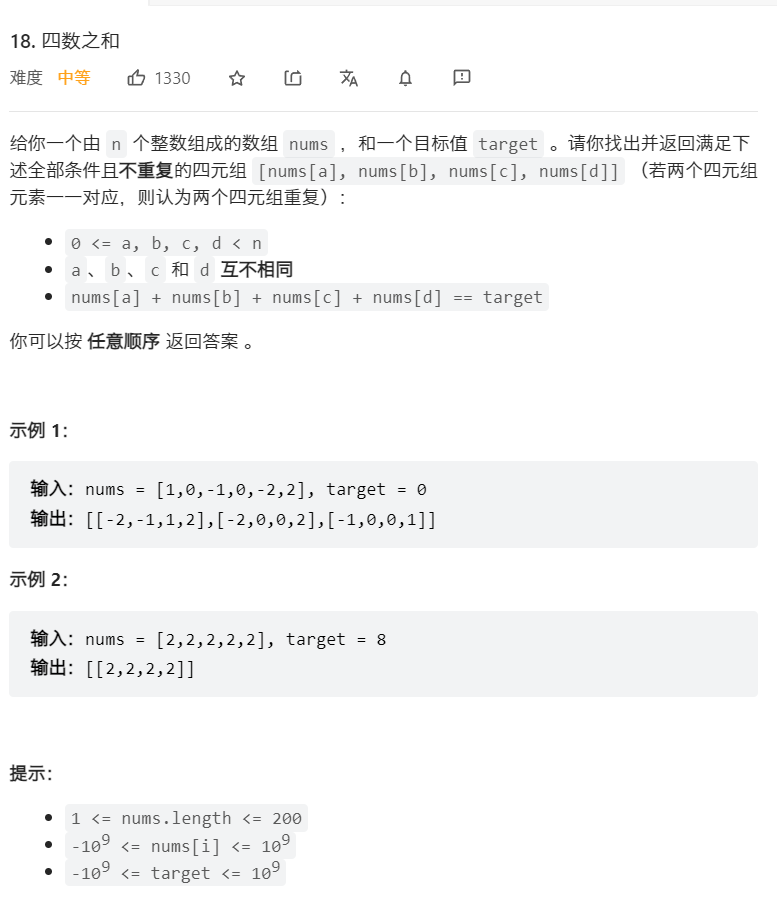 18. 四数之和
难度 中等 1330
给你一个由 n 个整数组成的数组 nums ，和一个目标值 target 。请你找出并返回满足下
述全部条件且不重复的四元组 [nums[a], nums[b], nums[c], nums[d]] （若两个四元组
元素一一对应，则认为两个四元组重复）：
• 0 <= a, b, c, d < n
• a 、 b 、 c 和 d 互不相同
• nums[a] + nums[b] + nums[c] + nums[d] == target
你可以按 任意顺序 返回答案 。
示例 1：
输入：nums = [1,0,-1,0,-2,2], target = 0
输出：[[-2,-1,1,2],[-2,0,0,2],[-1,0,0,1]]
示例 2：
输入：nums = [2,2,2,2,2], target = 8
输出：[[2,2,2,2]]
提示：
• 1 <= nums.length <= 200
• -10⁹ <= nums[i] <= 10⁹
• -10⁹ <= target <= 10⁹